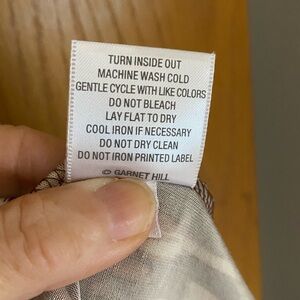 TURN INSIDE OUT
MACHINE WASH COLD
GENTLE CYCLE WITH LIKE COLORS
DO NOT BLEACH
LAY FLAT TO DRY
COOL IRON IF NECESSARY
DO NOT DRY CLEAN
DO NOT IRON PRINTED LABEL
© GARNET HILL